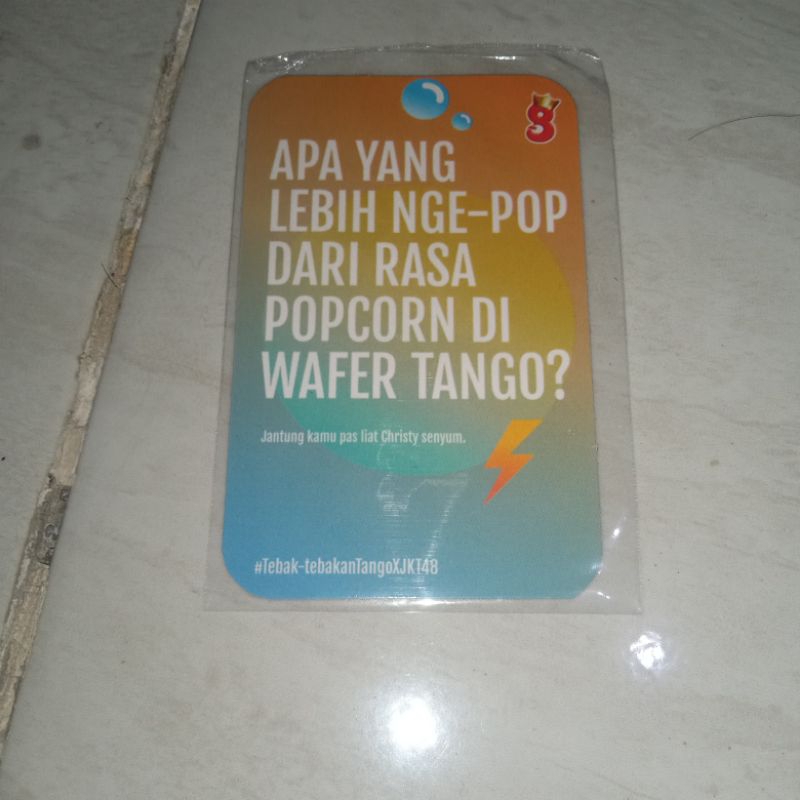 APA YANG
LEBIH NGE-POP
DARI RASA
POPCORN DI
WAFER TANGO?
Jantung kamu pas liat Christy senyum.
#Tebak-tebakanTangoXJKT48